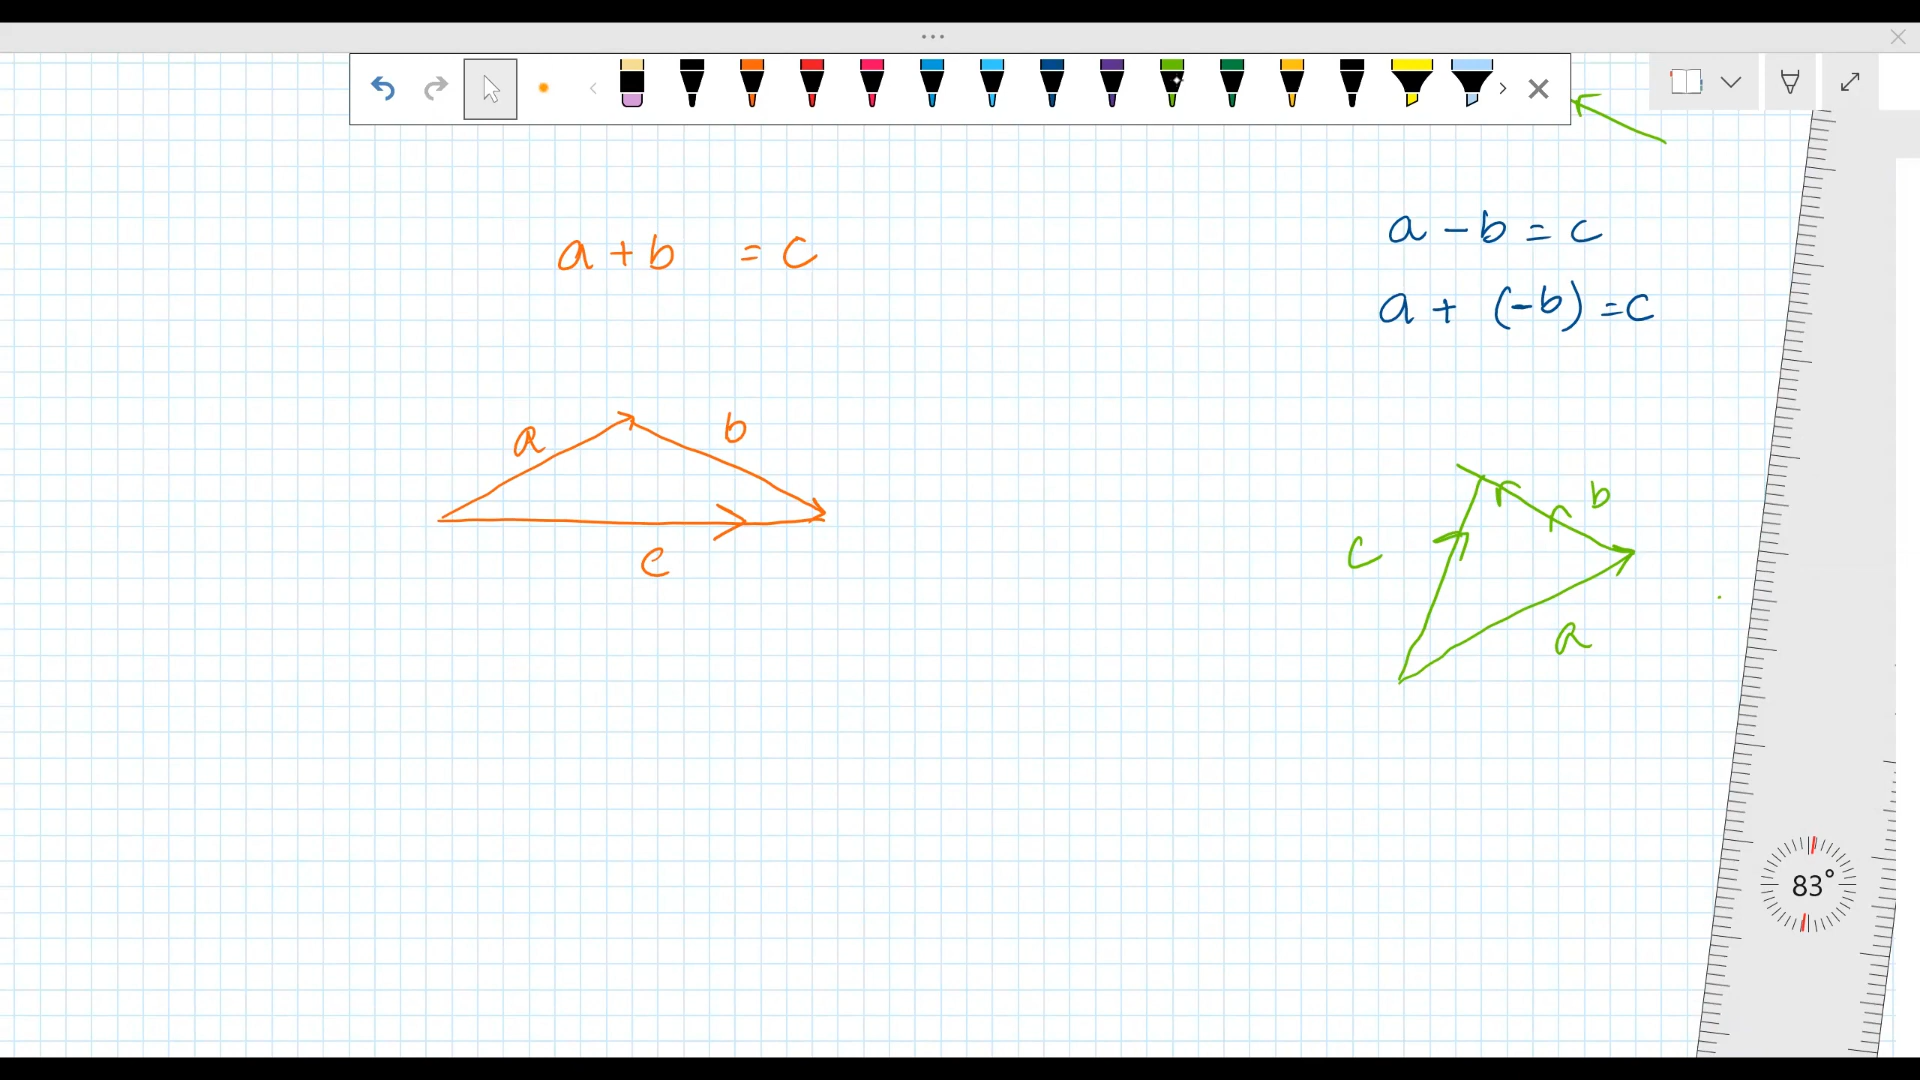 a + b = c
a - b = c
a + (-b) = c
a
b
c
b
c
a
83°